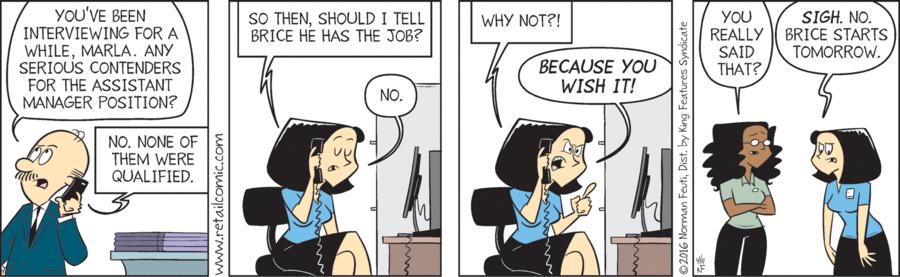 YOU'VE BEEN
INTERVIEWING FOR A
WHILE, MARLA. ANY
SERIOUS CONTENDERS
FOR THE ASSISTANT
MANAGER POSITION?
NO. NONE OF
THEM WERE
QUALIFIED.
www.retailcomic.com
SO THEN, SHOULD I TELL
BRICE HE HAS THE JOB?
NO.
WHY NOT?!
BECAUSE YOU
WISH IT!
©2016 Norman Feuti, Dist. by King Features Syndicate
YOU
REALLY
SAID
THAT?
SIGH. NO.
BRICE STARTS
TOMORROW.